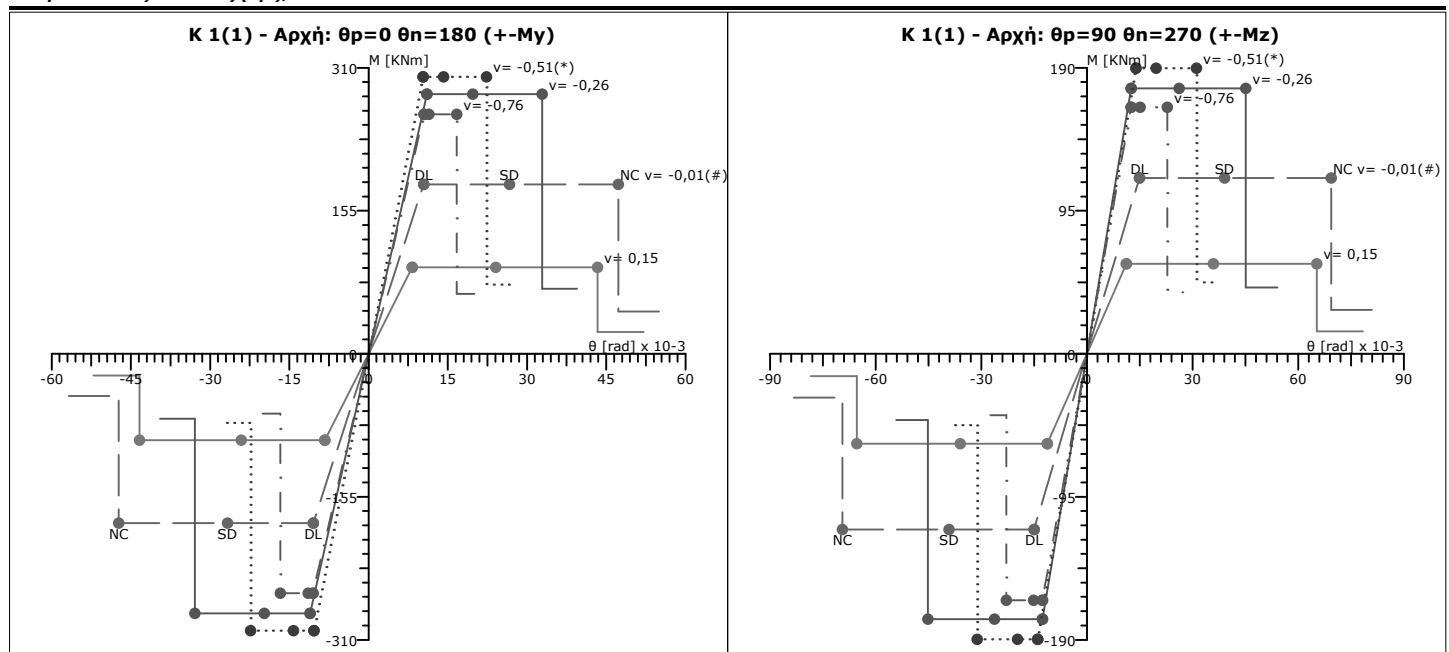 K 1(1) - Αρχή: θp=0 θn=180 (+-My)
M [KNm]
310
v= -0,51(*)
v= -0,26
v= -0,76
DL
SD
NC v= -0,01(#)
155
v= 0,15
θ [rad] x 10-3
0
-60
-45
-30
-15
0
15
30
45
60
-155
NC
SD
DL
-310
K 1(1) - Αρχή: θp=90 θn=270 (+-Mz)
M [KNm]
190
v= -0,51(*)
v= -0,26
v= -0,76
DL
SD
NC v= -0,01(#)
95
v= 0,15
θ [rad] x 10-3
0
-90
-60
-30
0
30
60
90
-95
NC
SD
DL
-190